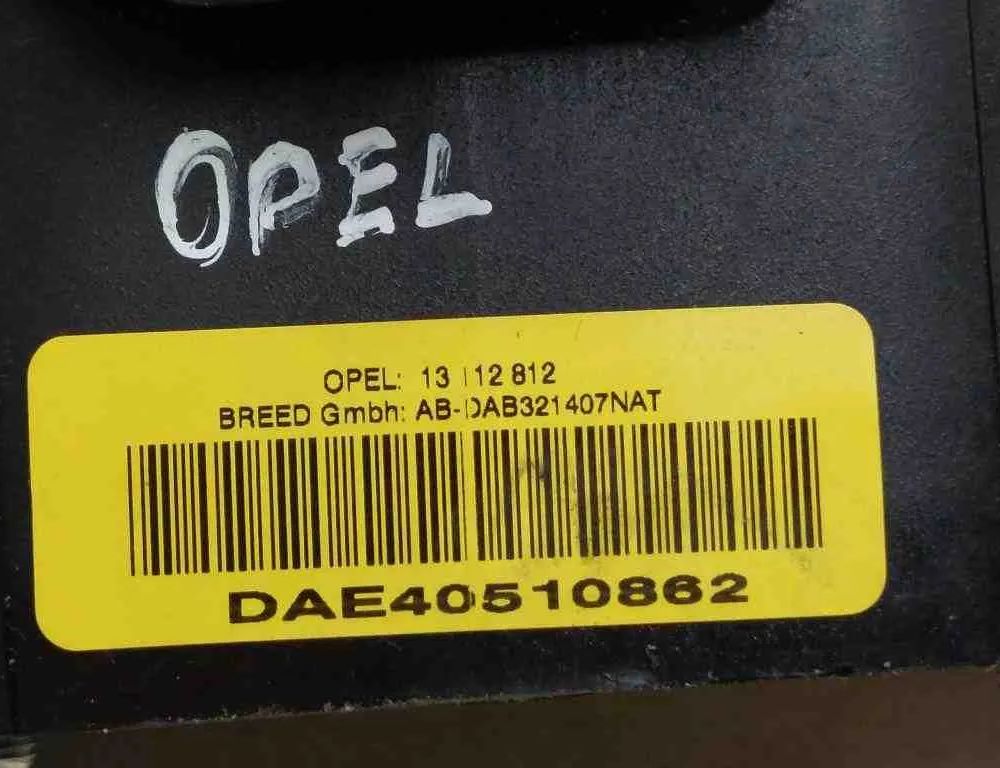 OPEL
OPEL: 13 112 812
BREED Gmbh: AB-DAB321407NAT
DAE40510862